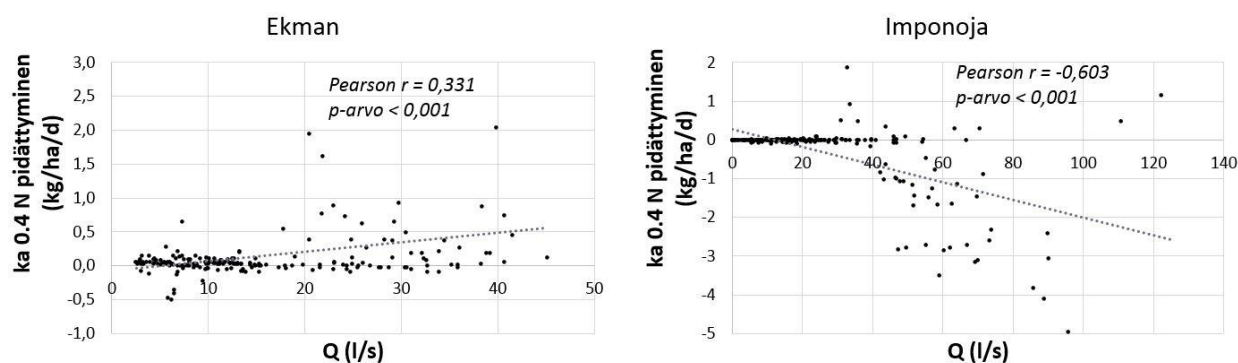 Ekman
ka 0.4 N pidättyminen
(kg/ha/d)
3,0
2,5
2,0
1,5
1,0
0,5
0,0
-0,5
-1,0
Pearson r = 0,331
p-arvo < 0,001
0 10 20 30 40 50
Q (l/s)
Imponoja
ka 0.4 N pidättyminen
(kg/ha/d)
2
1
0
-1
-2
-3
-4
-5
Pearson r = -0,603
p-arvo < 0,001
0 20 40 60 80 100 120 140
Q (l/s)